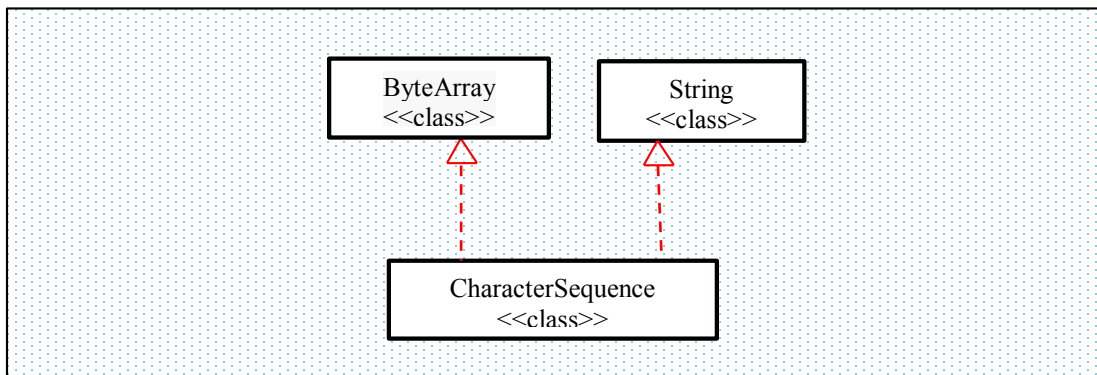 ByteArray
<<class>>
String
<<class>>
CharacterSequence
<<class>>